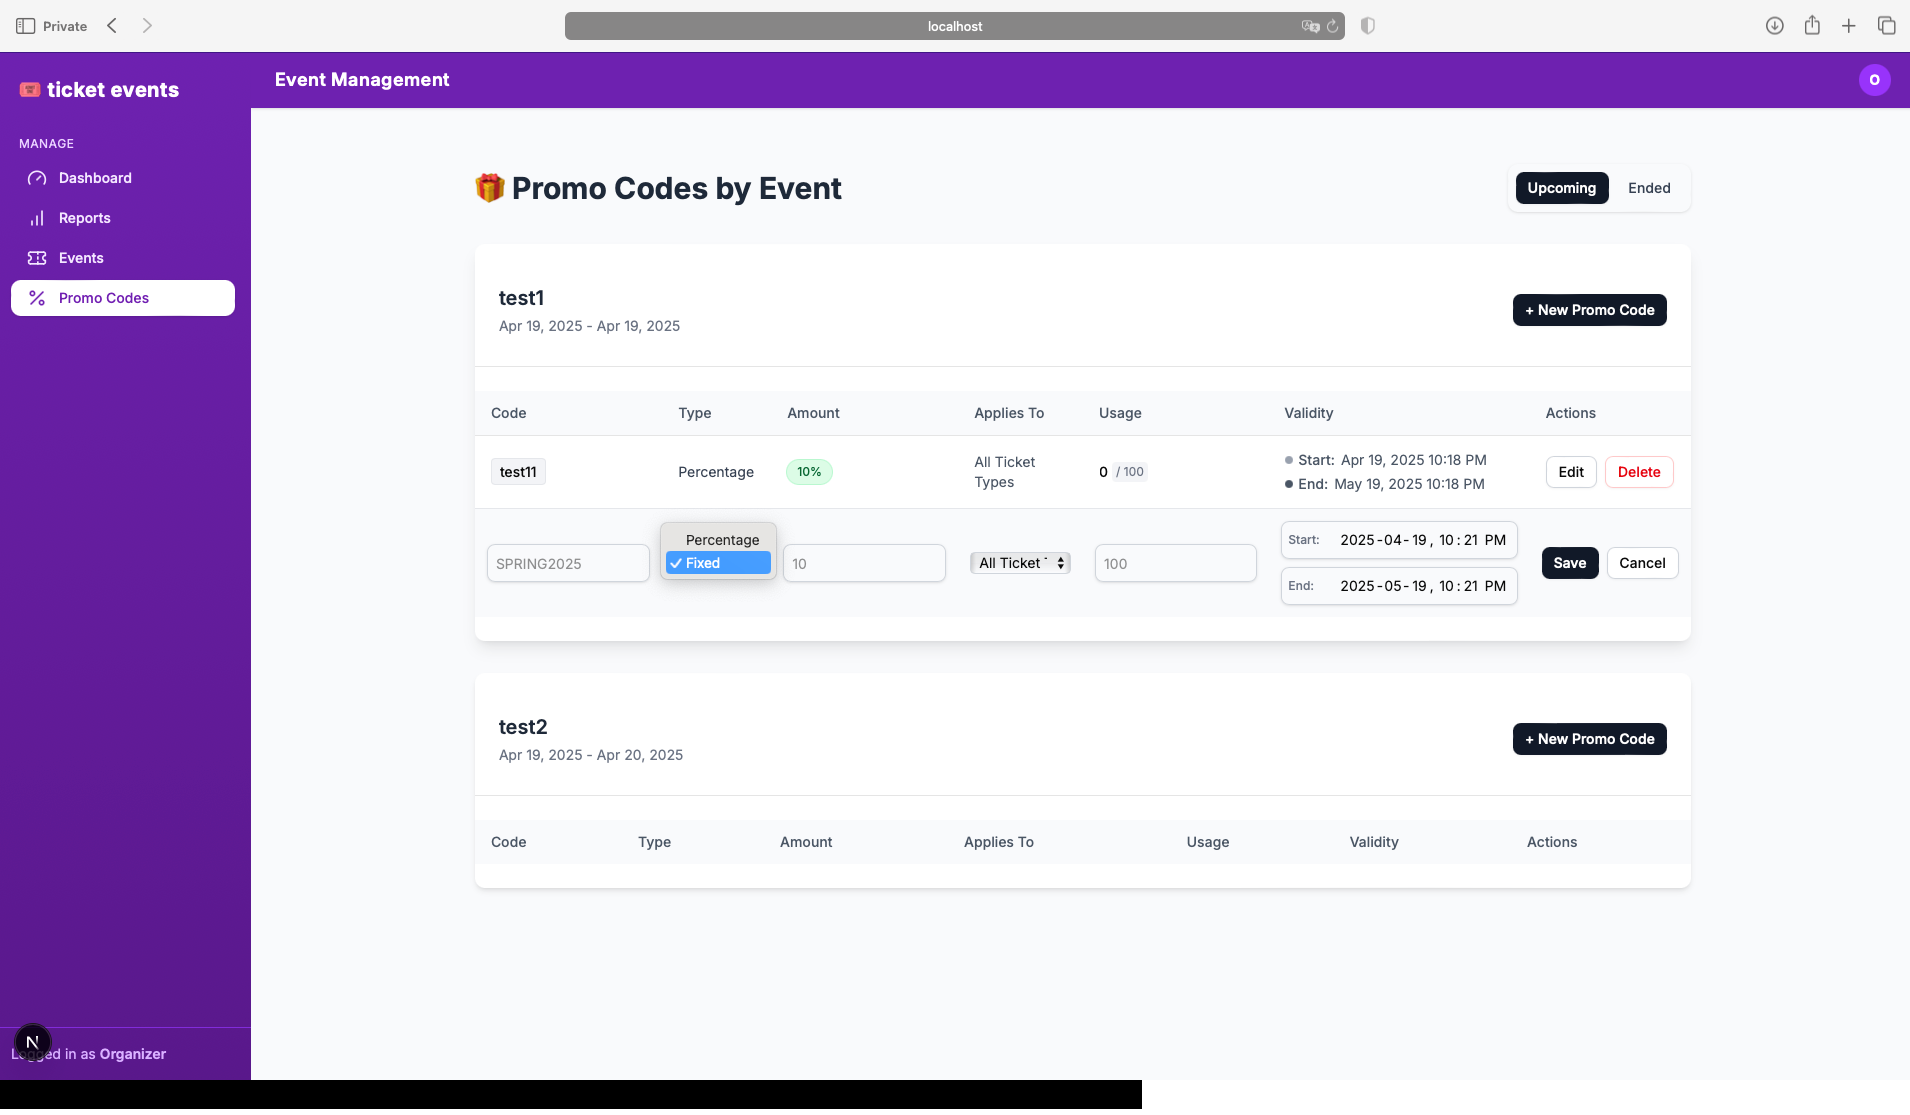 Private
localhost
ticket events
Event Management
O
MANAGE
Dashboard
Reports
Events
Promo Codes
Promo Codes by Event
Upcoming
Ended
test1
Apr 19, 2025 - Apr 19, 2025
+ New Promo Code
Code Type Amount Applies To Usage Validity Actions
test11 Percentage 10% All Ticket Types 0 / 100
Start: Apr 19, 2025 10:18 PM
End: May 19, 2025 10:18 PM
Edit Delete
SPRING2025
Percentage
✓ Fixed
10
All Ticket
100
Start: 2025-04-19, 10:21 PM
End: 2025-05-19, 10:21 PM
Save Cancel
test2
Apr 19, 2025 - Apr 20, 2025
+ New Promo Code
Code Type Amount Applies To Usage Validity Actions
N
Logged in as Organizer